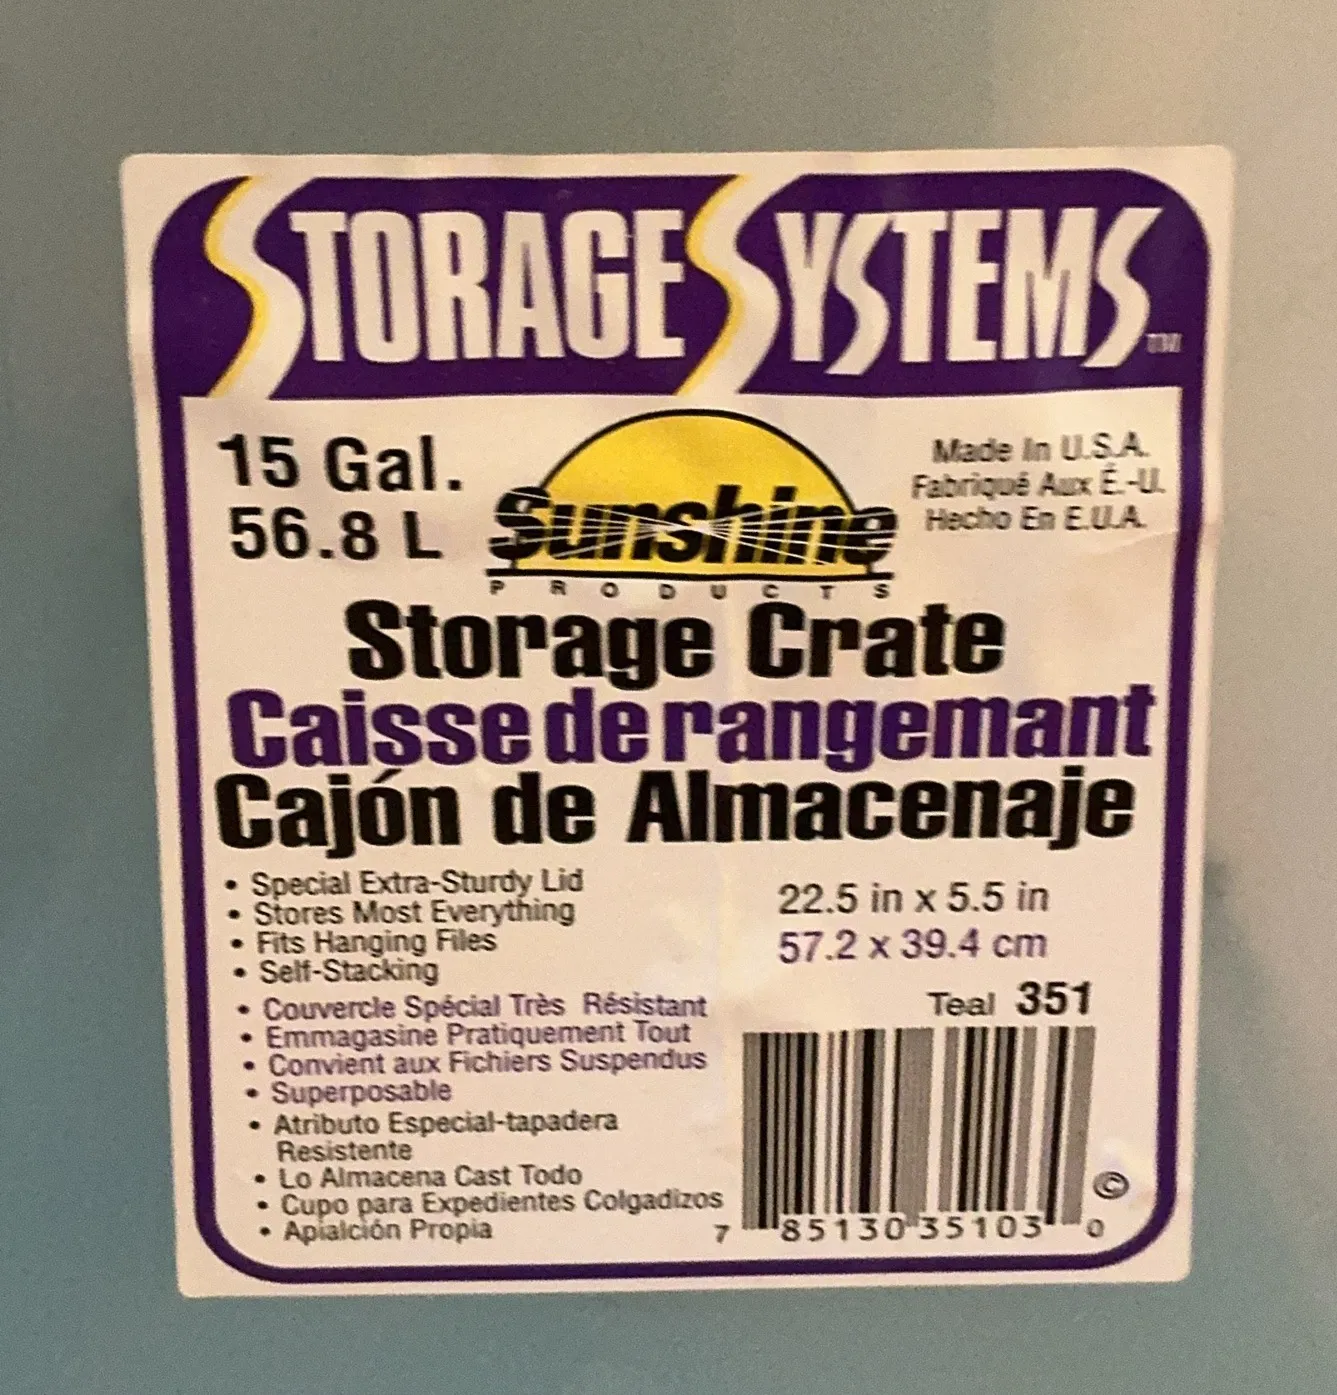 STORAGE SYSTEMS TM
15 Gal.
56.8 L
Sunshine
PRODUCTS
Made In U.S.A.
Fabriqué Aux É.-U.
Hecho En E.U.A.
Storage Crate
Caisse de rangemant
Cajón de Almacenaje
• Special Extra-Sturdy Lid
• Stores Most Everything
• Fits Hanging Files
• Self-Stacking
• Couvercle Spécial Très Résistant
• Emmagasine Pratiquement Tout
• Convient aux Fichiers Suspendus
• Superposable
• Atributo Especial-tapadera
Resistente
• Lo Almacena Cast Todo
• Cupo para Expedientes Colgadizos
• Apialción Propia
22.5 in x 5.5 in
57.2 x 39.4 cm
Teal 351
©
7 85130 35103 0